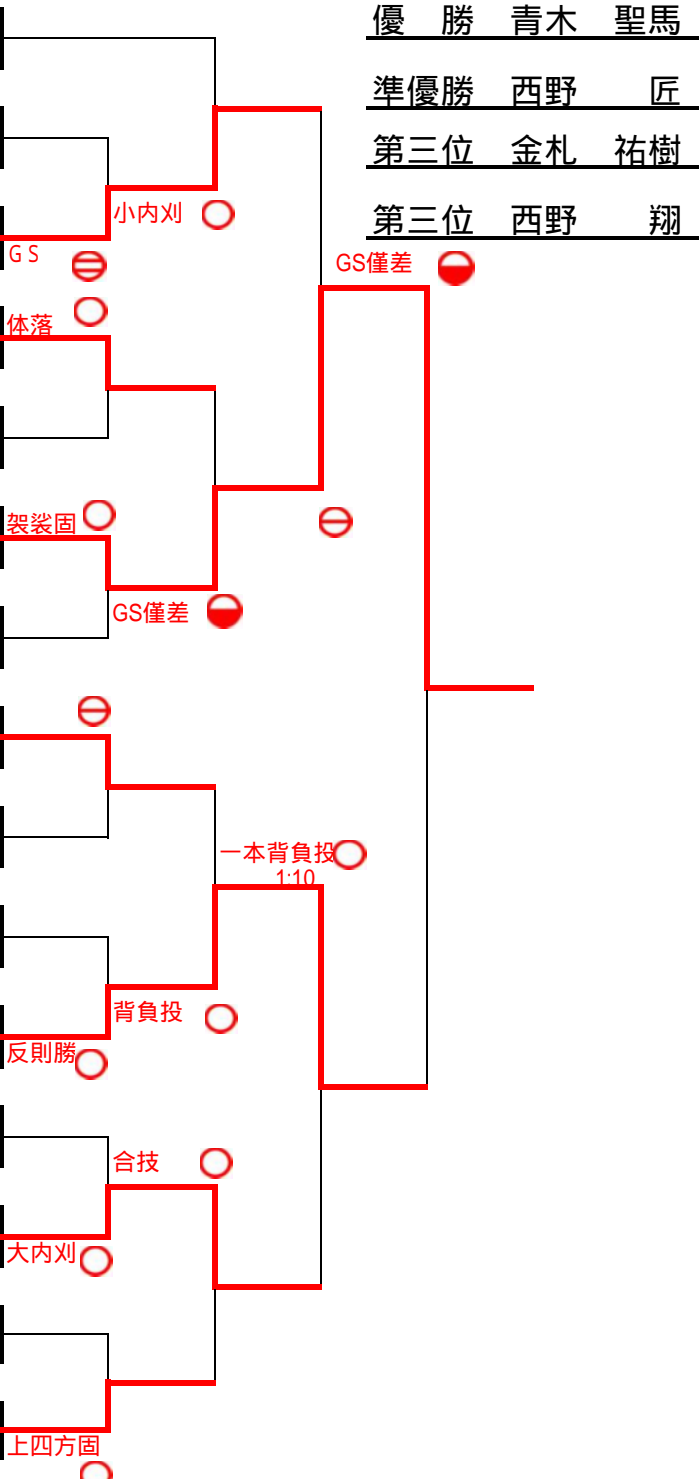 優　勝　青木　聖馬
準優勝　西野　　匠
第三位　金札　祐樹
第三位　西野　　翔
小内刈
GS
GS僅差
体落
袈裟固
GS僅差
一本背負投
1:10
背負投
反則勝
合技
大内刈
上四方固